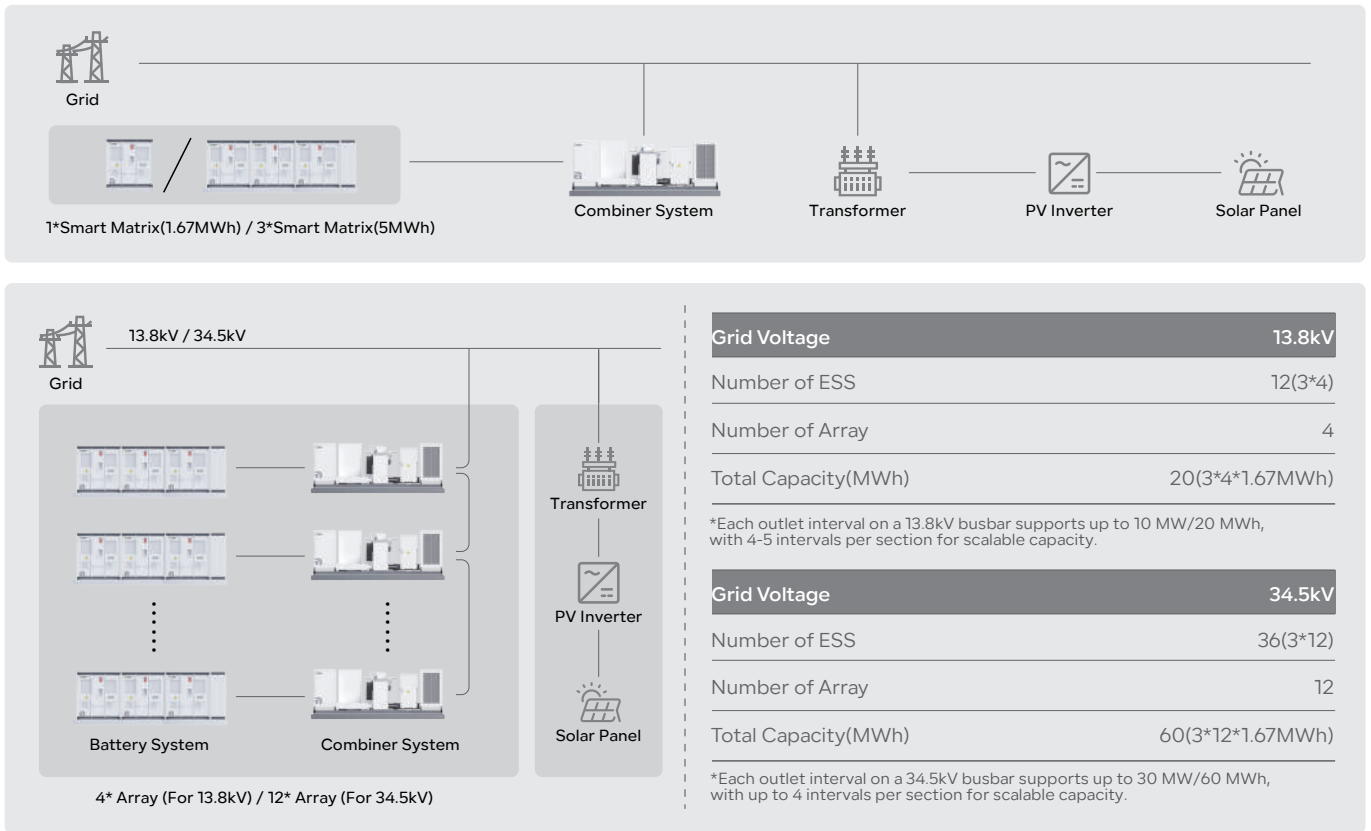 Grid
1*Smart Matrix(1.67MWh) / 3*Smart Matrix(5MWh)
Combiner System
Transformer
PV Inverter
Solar Panel
13.8kV / 34.5kV
Grid
Transformer
PV Inverter
Solar Panel
Battery System
Combiner System
4* Array (For 13.8kV) / 12* Array (For 34.5kV)
Grid Voltage 13.8kV
Number of ESS 12(3*4)
Number of Array 4
Total Capacity(MWh) 20(3*4*1.67MWh)
*Each outlet interval on a 13.8kV busbar supports up to 10 MW/20 MWh,
with 4-5 intervals per section for scalable capacity.
Grid Voltage 34.5kV
Number of ESS 36(3*12)
Number of Array 12
Total Capacity(MWh) 60(3*12*1.67MWh)
*Each outlet interval on a 34.5kV busbar supports up to 30 MW/60 MWh,
with up to 4 intervals per section for scalable capacity.